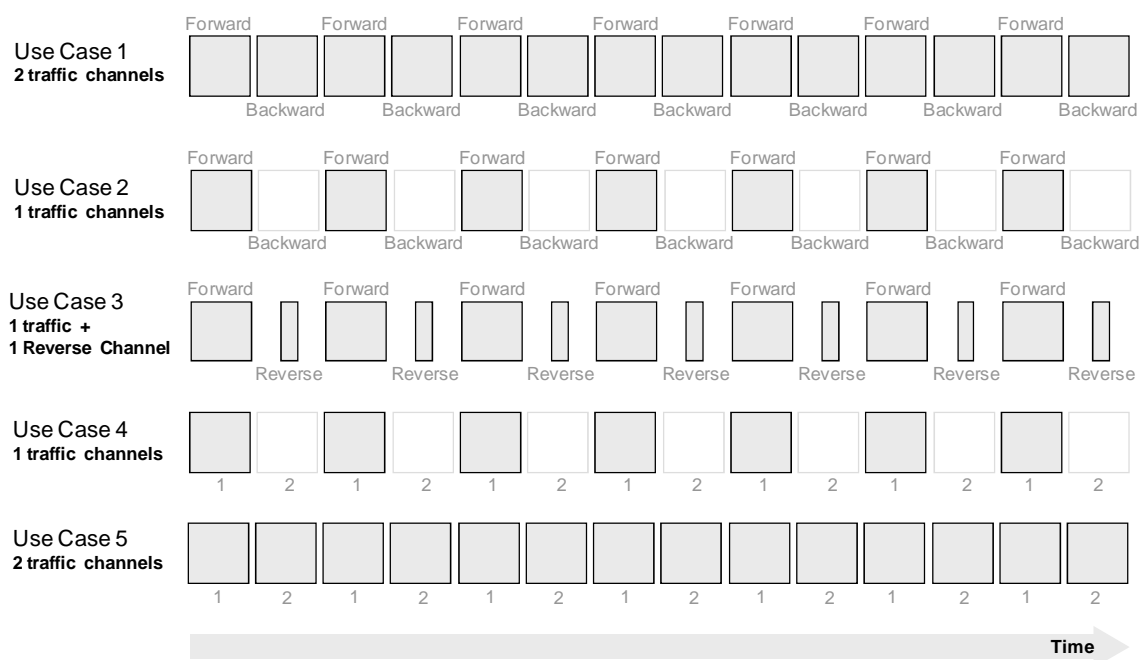 Forward Forward Forward Forward Forward Forward Forward
Use Case 1
2 traffic channels
Backward Backward Backward Backward Backward Backward Backward
Forward Forward Forward Forward Forward Forward Forward
Use Case 2
1 traffic channels
Backward Backward Backward Backward Backward Backward Backward
Forward Forward Forward Forward Forward Forward Forward
Use Case 3
1 traffic +
1 Reverse Channel
Reverse Reverse Reverse Reverse Reverse Reverse Reverse
Use Case 4
1 traffic channels
1 2 1 2 1 2 1 2 1 2 1 2 1 2
Use Case 5
2 traffic channels
1 2 1 2 1 2 1 2 1 2 1 2 1 2
Time